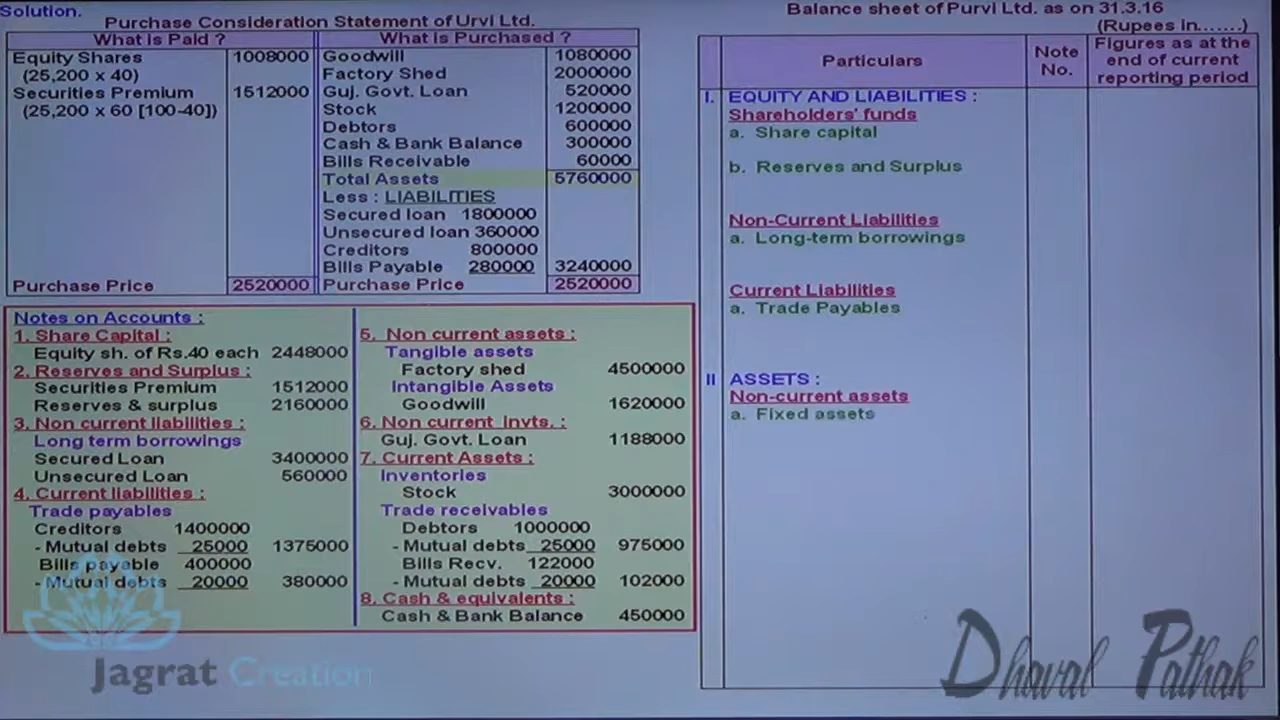 Solution.
Purchase Consideration Statement of Urvi Ltd.
What is Paid ? What is Purchased ?
Equity Shares 1008000 Goodwill 1080000
(25,200 x 40) Factory Shed 2000000
Securities Premium 1512000 Guj. Govt. Loan 520000
(25,200 x 60 [100-40]) Stock 1200000
Debtors 600000
Cash & Bank Balance 300000
Bills Receivable 60000
Total Assets 5760000
Less : LIABILITIES
Secured loan 1800000
Unsecured loan 360000
Creditors 800000
Bills Payable 280000 3240000
Purchase Price 2520000 Purchase Price 2520000
Notes on Accounts :
1. Share Capital :
Equity sh. of Rs.40 each 2448000
2. Reserves and Surplus :
Securities Premium 1512000
Reserves & surplus 2160000
3. Non current liabilities :
Long term borrowings
Secured Loan 3400000
Unsecured Loan 560000
4. Current liabilities :
Trade payables
Creditors 1400000
- Mutual debts 25000 1375000
Bills payable 400000
- Mutual debts 20000 380000
5. Non current assets :
Tangible assets
Factory shed 4500000
Intangible Assets
Goodwill 1620000
6. Non current Invts. :
Guj. Govt. Loan 1188000
7. Current Assets :
Inventories
Stock 3000000
Trade receivables
Debtors 1000000
- Mutual debts 25000 975000
Bills Recv. 122000
- Mutual debts 20000 102000
8. Cash & equivalents :
Cash & Bank Balance 450000
Balance sheet of Purvi Ltd. as on 31.3.16
(Rupees in.......)
Particulars Note No. Figures as at the end of current reporting period
I. EQUITY AND LIABILITIES :
Shareholders' funds
a. Share capital
b. Reserves and Surplus
Non-Current Liabilities
a. Long-term borrowings
Current Liabilities
a. Trade Payables
II ASSETS :
Non-current assets
a. Fixed assets
Jagrat Creation
Dhaval Pathak